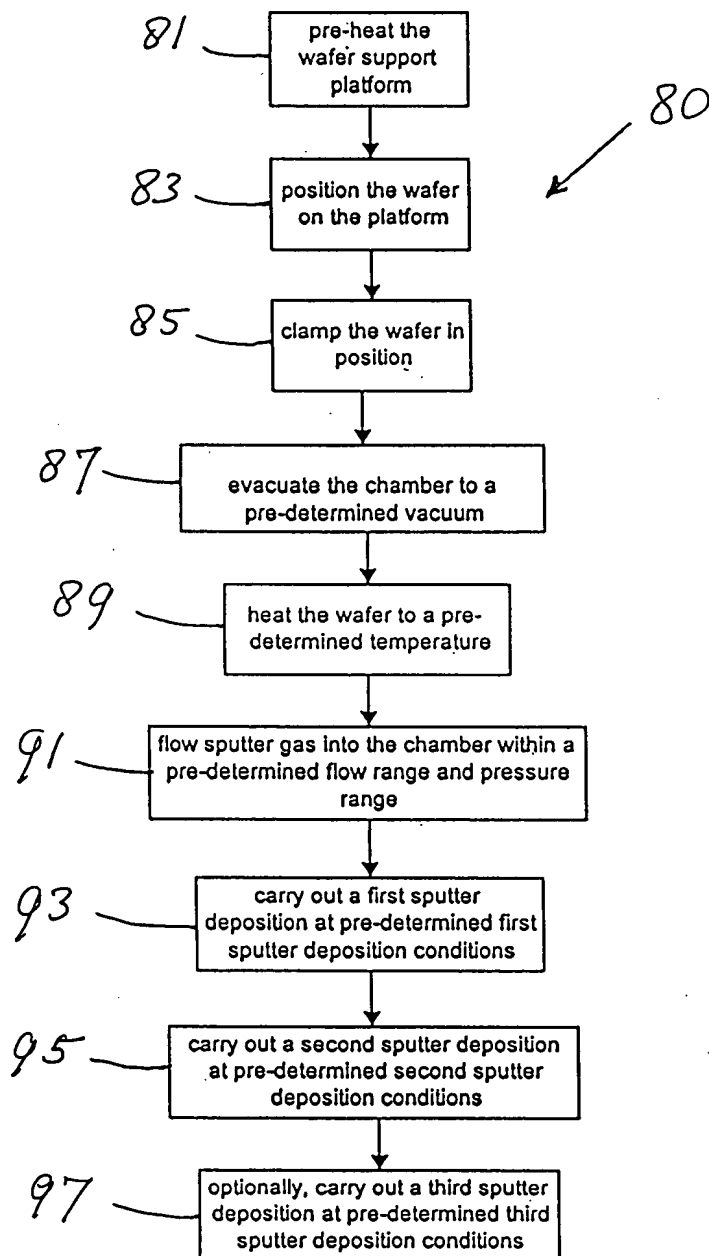 81
pre-heat the
wafer support
platform
80
83
position the wafer
on the platform
85
clamp the wafer in
position
87
evacuate the chamber to a
pre-determined vacuum
89
heat the wafer to a pre-
determined temperature
91
flow sputter gas into the chamber within a
pre-determined flow range and pressure
range
93
carry out a first sputter
deposition at pre-determined first
sputter deposition conditions
95
carry out a second sputter deposition
at pre-determined second sputter
deposition conditions
97
optionally, carry out a third sputter
deposition at pre-determined third
sputter deposition conditions